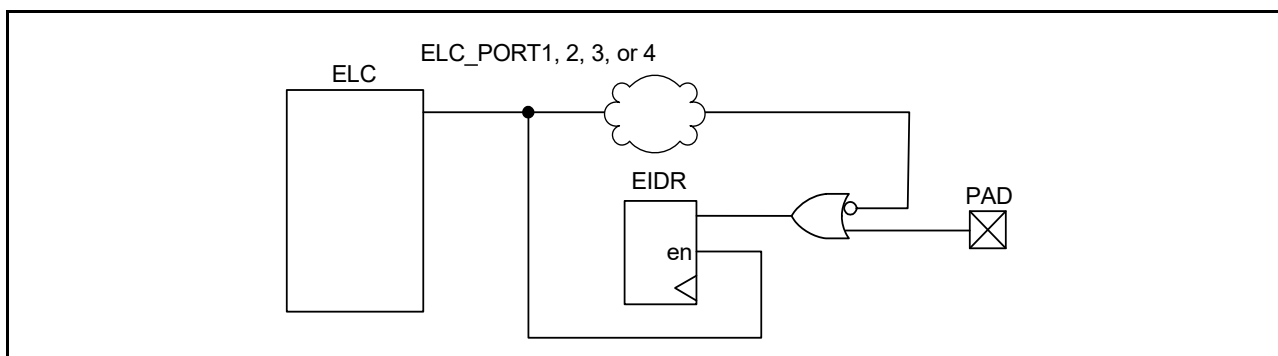 ELC_PORT1, 2, 3, or 4
ELC
EIDR
PAD
en